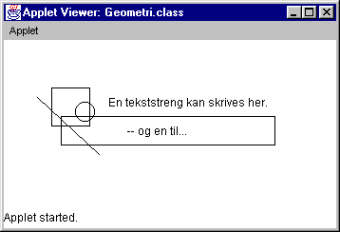 Applet Viewer: Geometri.class
Applet
En tekststreng kan skrives her.
-- og en til...
Applet started.